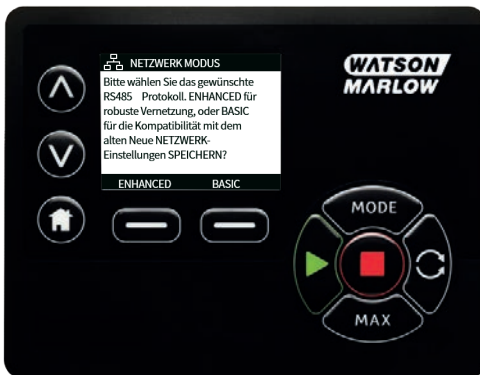 NETZWERK MODUS
WATSON
MARLOW
Bitte wählen Sie das gewünschte
RS485 Protokoll. ENHANCED für
robuste Vernetzung, oder BASIC
für die Kompatibilität mit dem
alten Neue NETZWERK-
Einstellungen SPEICHERN?
ENHANCED BASIC
MODE
MAX